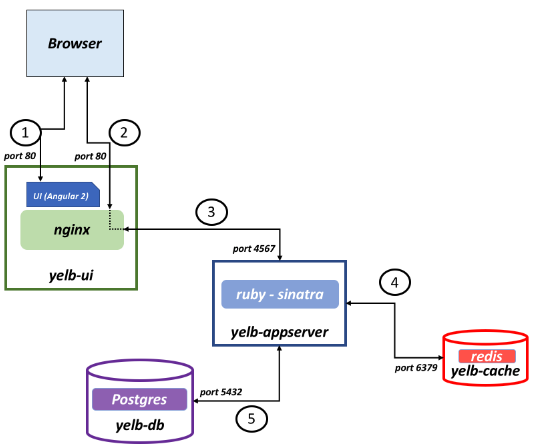 Browser
1
2
port 80
port 80
UI (Angular 2)
nginx
yelb-ui
3
port 4567
ruby - sinatra
yelb-appserver
4
port 6379
redis
yelb-cache
Postgres
yelb-db
port 5432
5